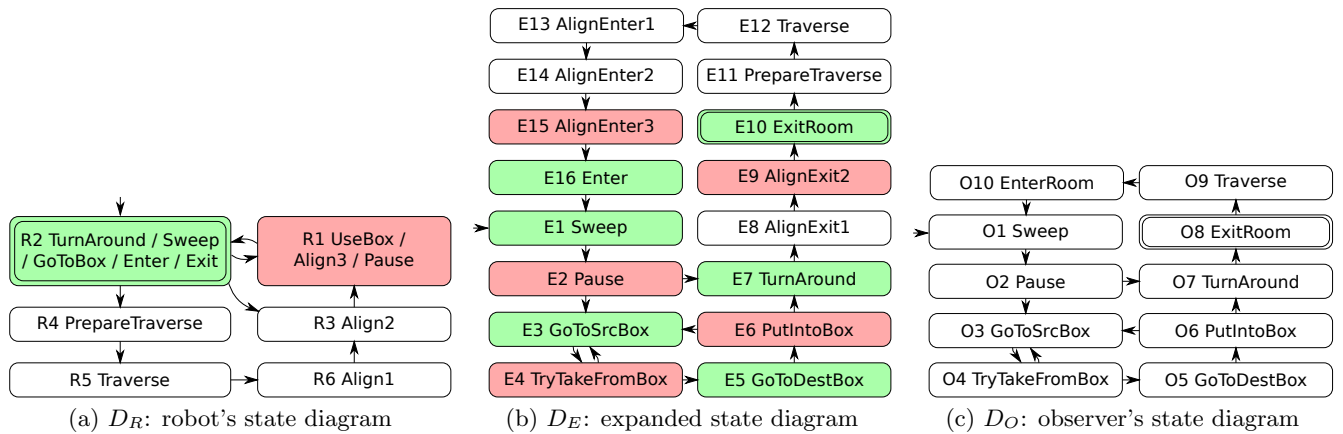 R2 TurnAround / Sweep
/ GoToBox / Enter / Exit
R1 UseBox /
Align3 / Pause
R4 PrepareTraverse
R3 Align2
R5 Traverse
R6 Align1
(a) D_R: robot's state diagram
E13 AlignEnter1
E12 Traverse
E14 AlignEnter2
E11 PrepareTraverse
E15 AlignEnter3
E10 ExitRoom
E16 Enter
E9 AlignExit2
E1 Sweep
E8 AlignExit1
E2 Pause
E7 TurnAround
E3 GoToSrcBox
E6 PutIntoBox
E4 TryTakeFromBox
E5 GoToDestBox
(b) D_E: expanded state diagram
O10 EnterRoom
O9 Traverse
O1 Sweep
O8 ExitRoom
O2 Pause
O7 TurnAround
O3 GoToSrcBox
O6 PutIntoBox
O4 TryTakeFromBox
O5 GoToDestBox
(c) D_O: observer's state diagram